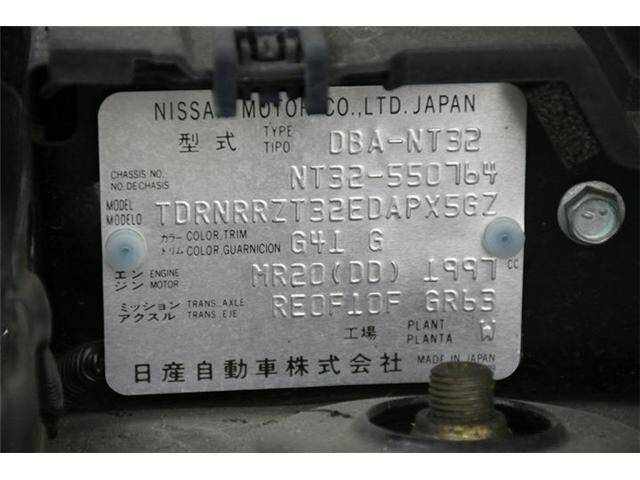 NISSAN MOTOR CO.,LTD. JAPAN
型式 TYPE TIPO DBA-NT32
CHASSIS NO. NO. DE CHASIS NT32-550764
MODEL MODELO TDRNRRZT32EDAPX5GZ
カラー COLOR,TRIM トリム COLOR,GUARNICION G41 G
エンジン ENGINE MOTOR MR20(DD) 1997 CC
ミッション TRANS. AXLE アクスル TRANS. EJE RE0F10F GR63
工場 PLANT PLANTA W
日産自動車株式会社 MADE IN JAPAN